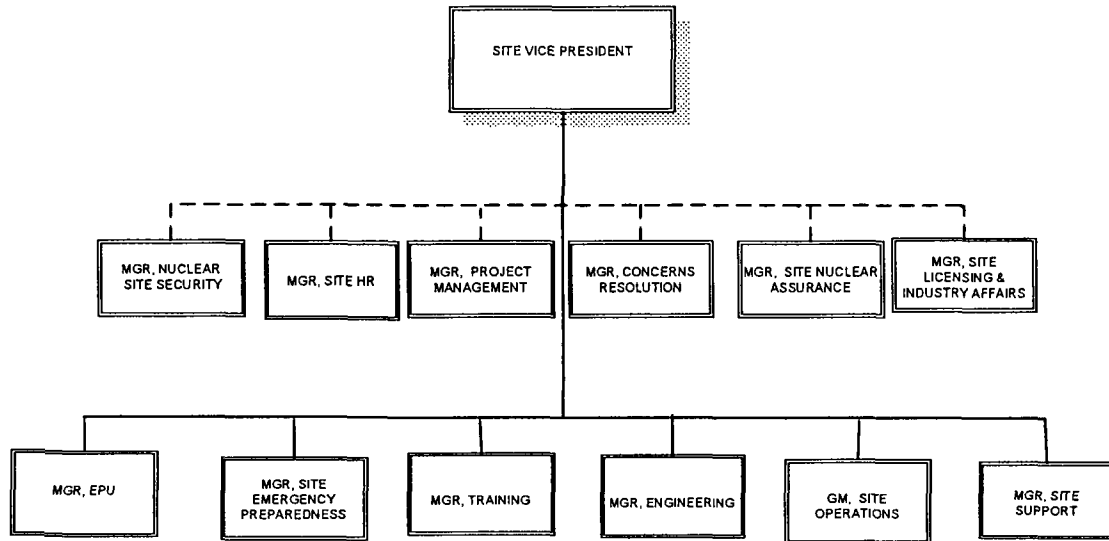 SITE VICE PRESIDENT
MGR, NUCLEAR
SITE SECURITY
MGR, SITE HR
MGR, PROJECT
MANAGEMENT
MGR, CONCERNS
RESOLUTION
MGR, SITE NUCLEAR
ASSURANCE
MGR, SITE
LICENSING &
INDUSTRY AFFAIRS
MGR, EPU
MGR, SITE
EMERGENCY
PREPAREDNESS
MGR, TRAINING
MGR, ENGINEERING
GM, SITE
OPERATIONS
MGR, SITE
SUPPORT